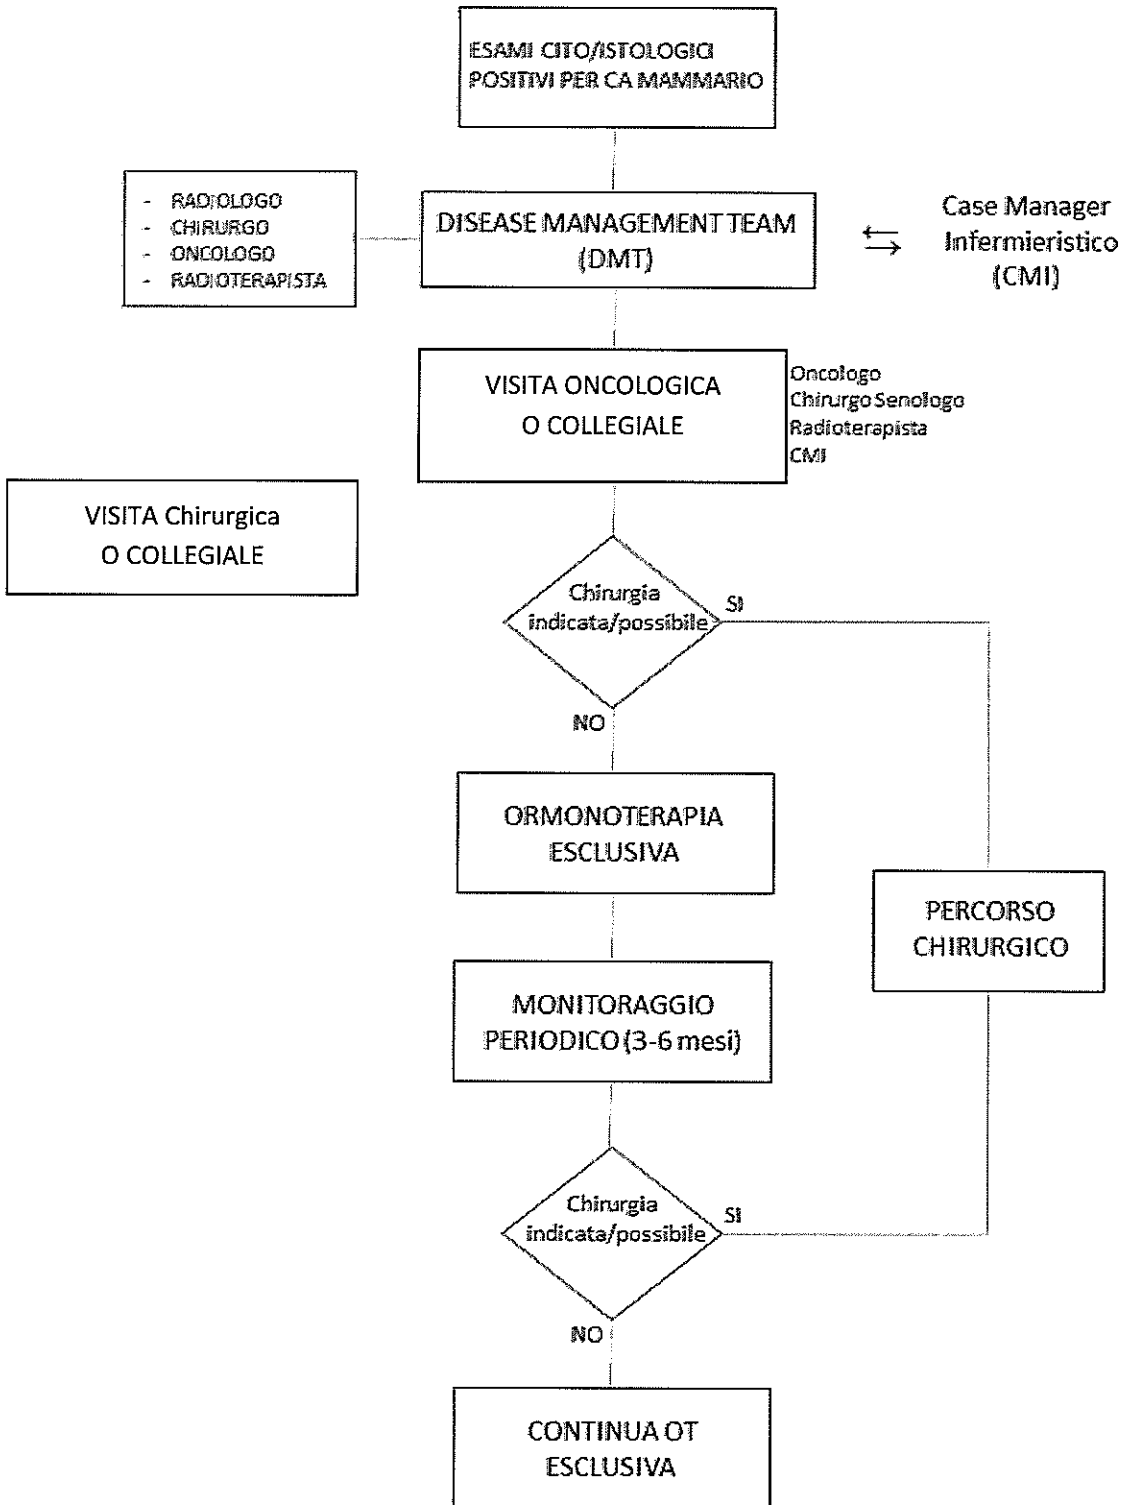 ESAMI CITO/ISTOLOGICI
POSITIVI PER CA MAMMARIO
- RADIOLOGO
- CHIRURGO
- ONCOLOGO
- RADIOTERAPISTA
DISEASE MANAGEMENT TEAM
(DMT)
Case Manager
Infermieristico
(CMI)
VISITA ONCOLOGICA
O COLLEGIALE
Oncologo
Chirurgo Senologo
Radioterapista
CMI
VISITA Chirurgica
O COLLEGIALE
Chirurgia
indicata/possibile
SI
NO
ORMONOTERAPIA
ESCLUSIVA
PERCORSO
CHIRURGICO
MONITORAGGIO
PERIODICO (3-6 mesi)
Chirurgia
indicata/possibile
SI
NO
CONTINUA OT
ESCLUSIVA